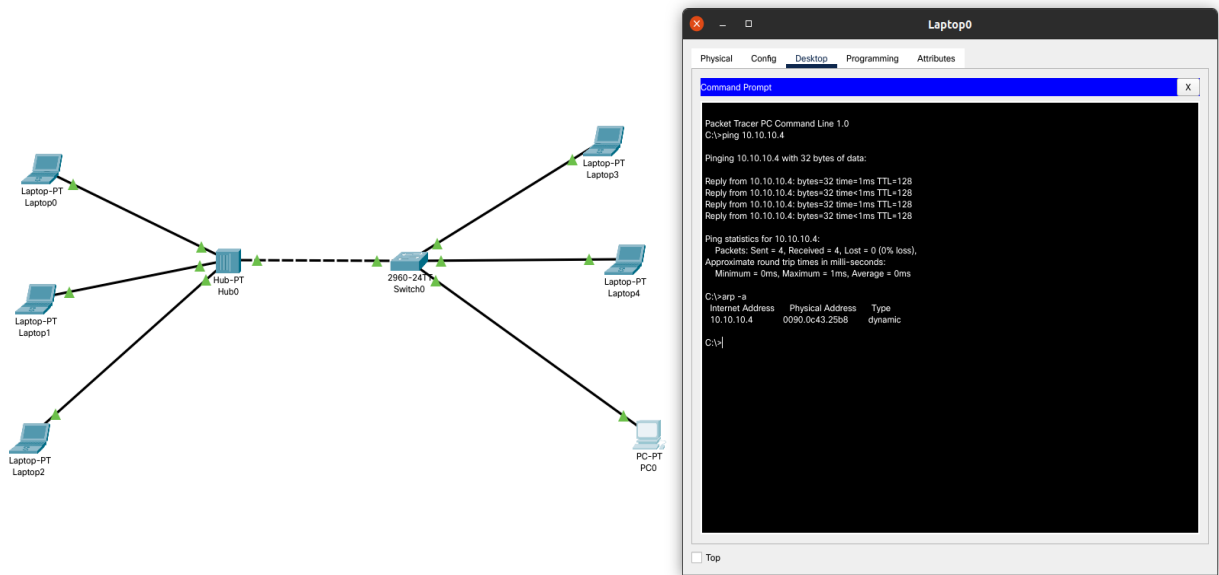 Laptop-PT
Laptop0
Laptop-PT
Laptop1
Laptop-PT
Laptop2
Hub-PT
Hub0
2960-24TT
Switch0
Laptop-PT
Laptop3
Laptop-PT
Laptop4
PC-PT
PC0
Laptop0
Physical Config Desktop Programming Attributes
Command Prompt X
Packet Tracer PC Command Line 1.0
C:\>ping 10.10.10.4
Pinging 10.10.10.4 with 32 bytes of data:
Reply from 10.10.10.4: bytes=32 time=1ms TTL=128
Reply from 10.10.10.4: bytes=32 time<1ms TTL=128
Reply from 10.10.10.4: bytes=32 time=1ms TTL=128
Reply from 10.10.10.4: bytes=32 time<1ms TTL=128
Ping statistics for 10.10.10.4:
Packets: Sent = 4, Received = 4, Lost = 0 (0% loss),
Approximate round trip times in milli-seconds:
Minimum = 0ms, Maximum = 1ms, Average = 0ms
C:\>arp -a
Internet Address Physical Address Type
10.10.10.4 0090.0c43.25b8 dynamic
C:\>
Top